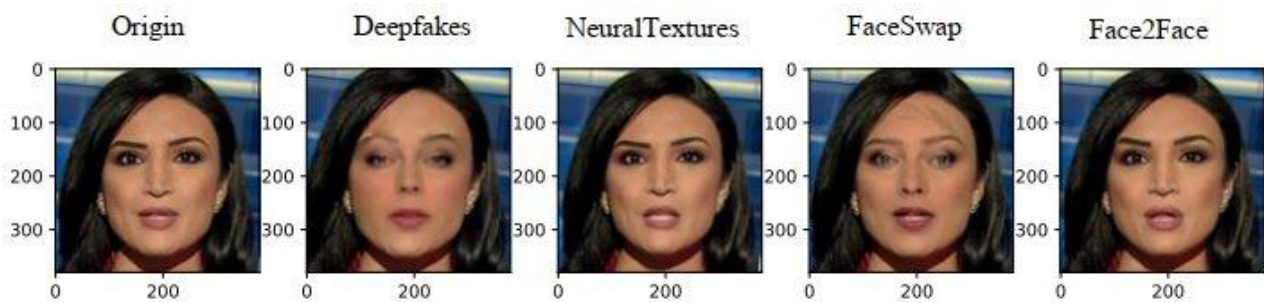 Origin Deepfakes NeuralTextures FaceSwap Face2Face
0 0 0 0 0
100 100 100 100 100
200 200 200 200 200
300 300 300 300 300
0 200 0 200 0 200 0 200 0 200